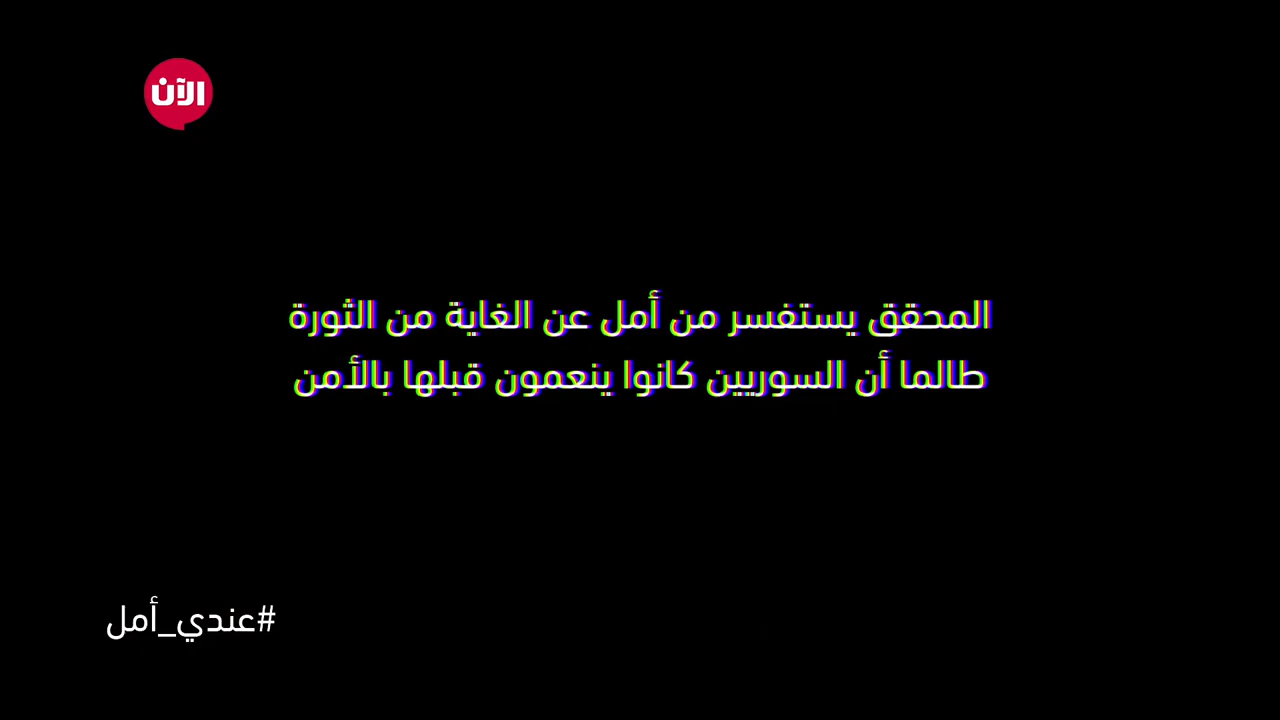 الآن
المحقق يستفسر من أمل عن الغاية من الثورة
طالما أن السوريين كانوا ينعمون قبلها بالأمن
#عندي_أمل